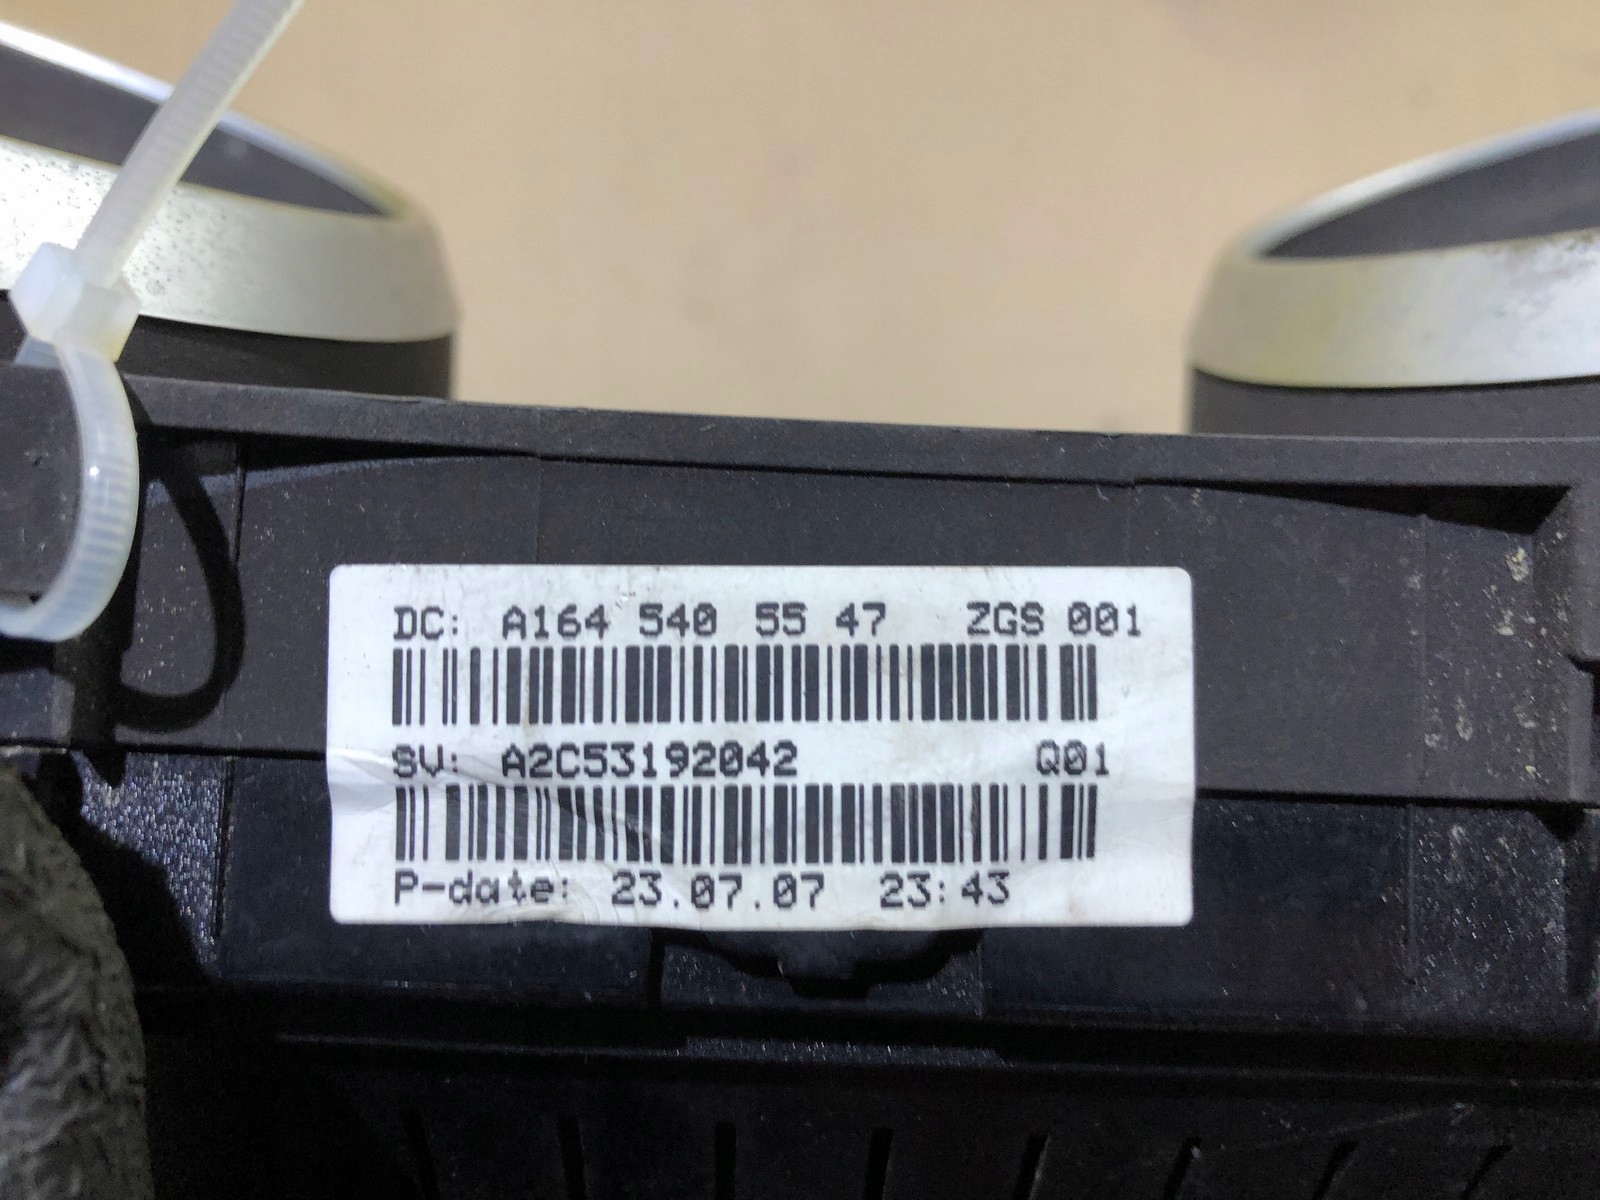 DC: A164 540 55 47 ZGS 001
SV: A2C53192042 Q01
P-date: 23.07.07 23:43